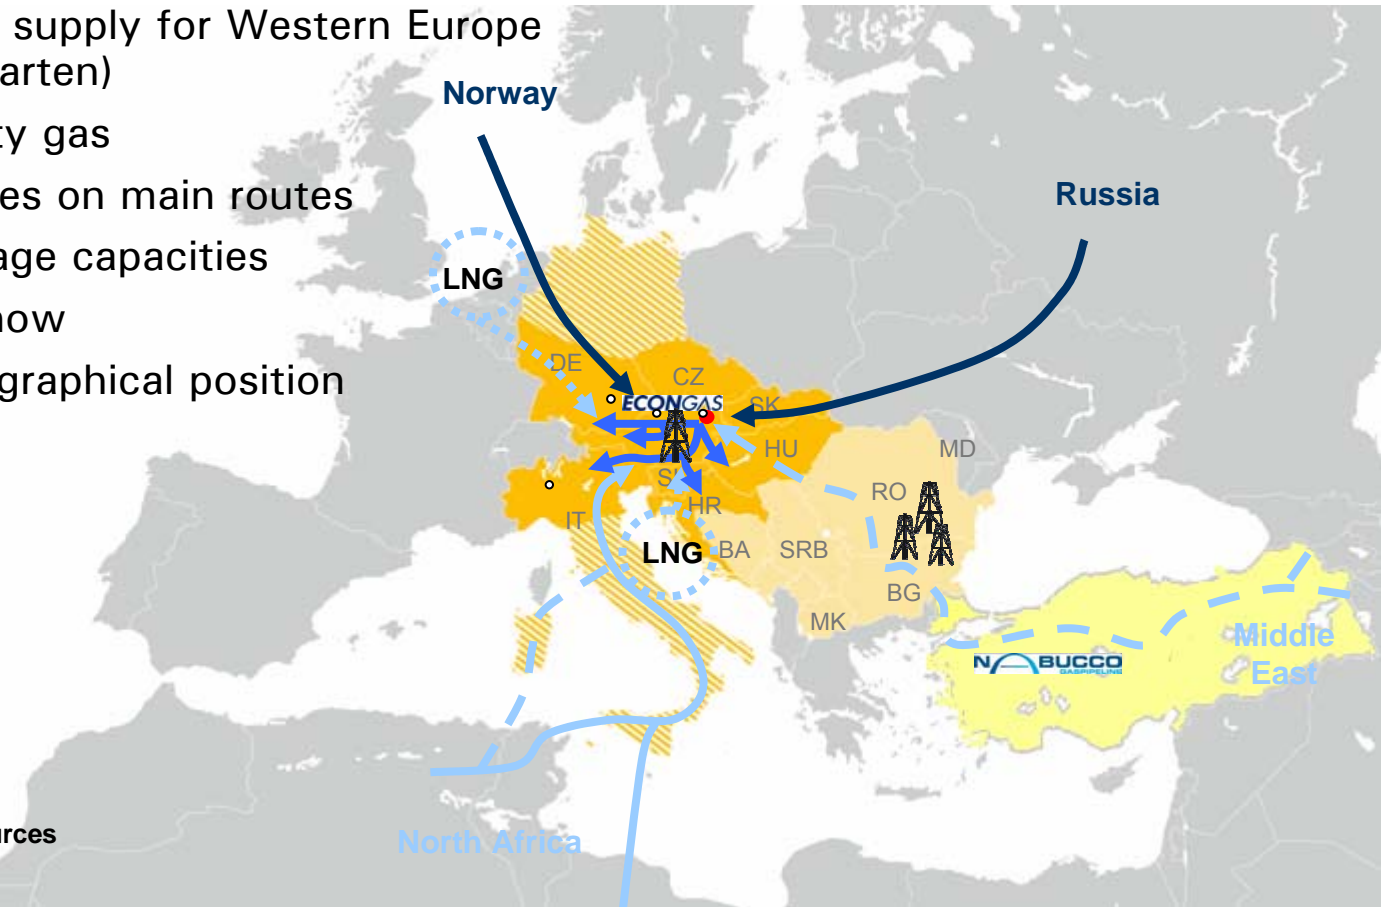 supply for Western Europe
arten)
ty gas
es on main routes
age capacities
now
graphical position
Norway
Russia
LNG
DE
CZ
ECONGAS
SK
HU
MD
S
HR
RO
IT
LNG
BA
SRB
BG
MK
Middle
East
NABUCCO
GASPIPELINE
North Africa
urces